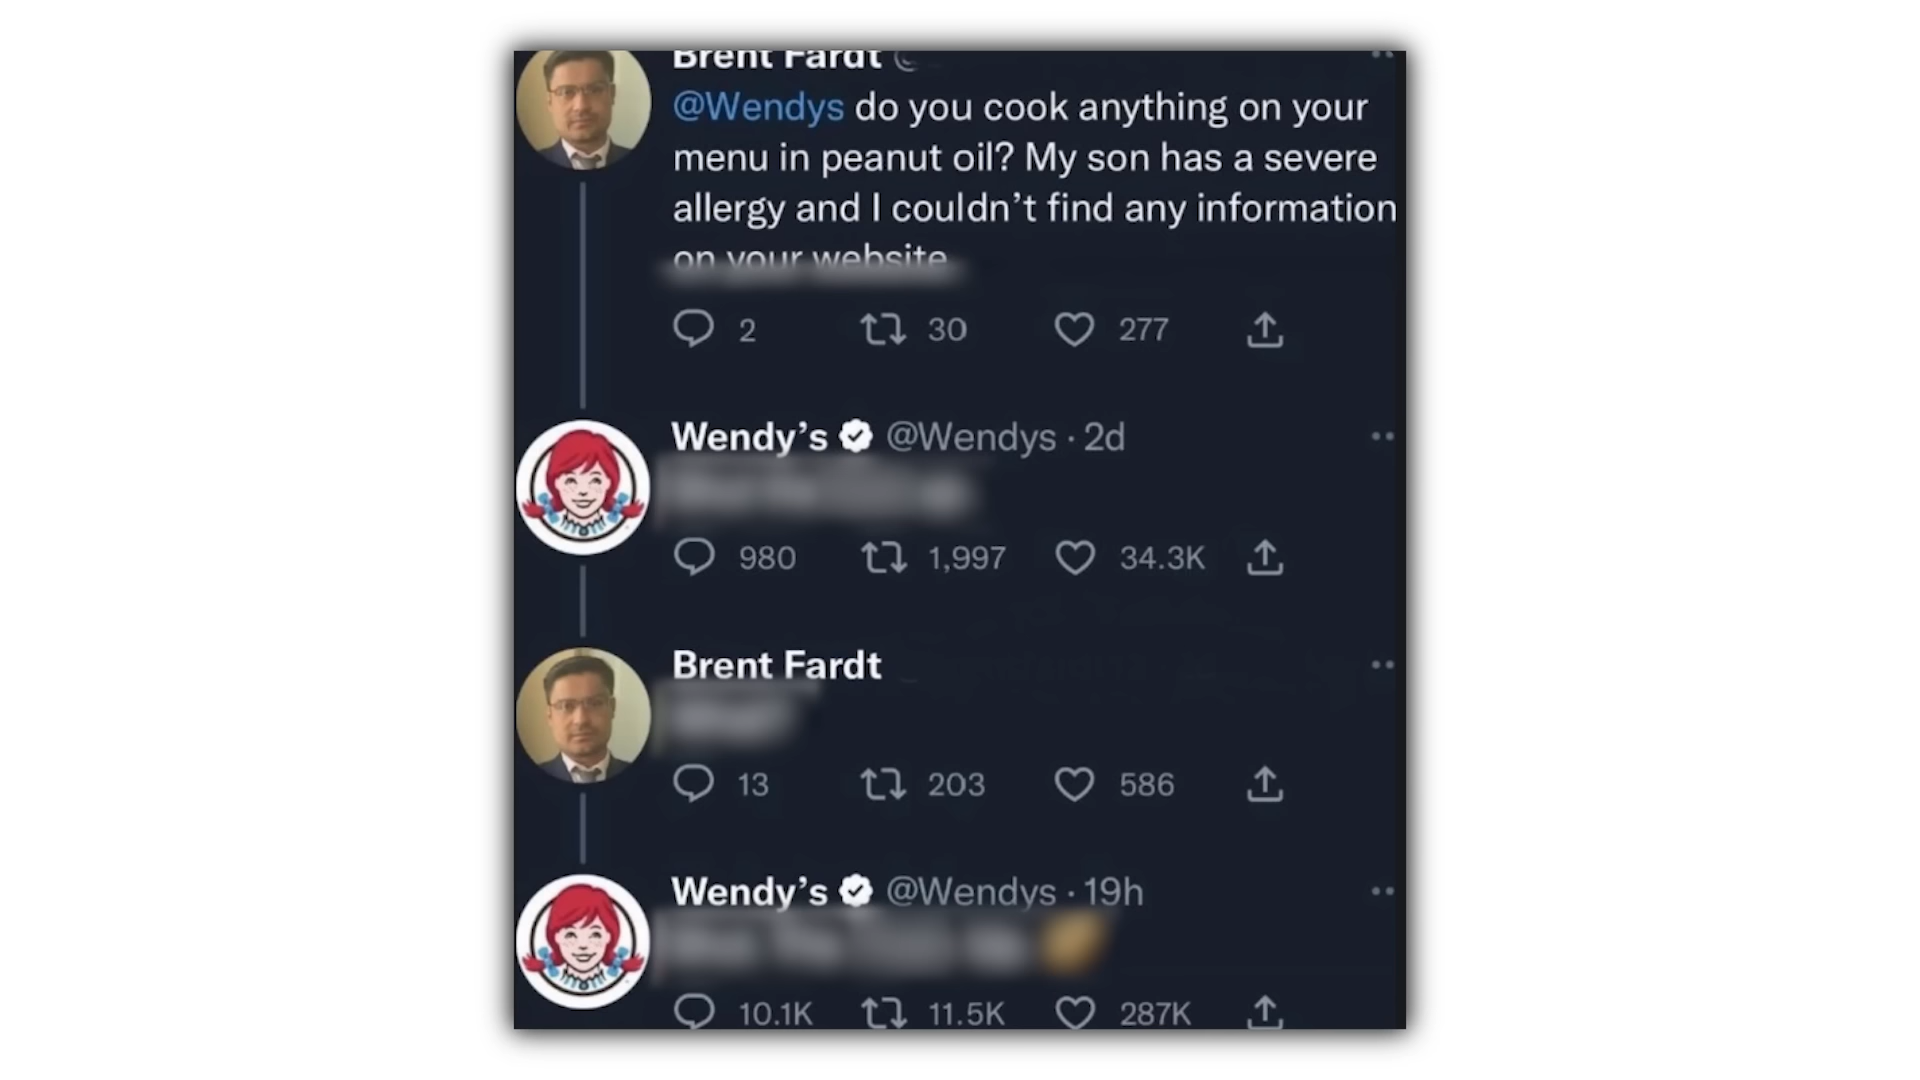 Brent Fardt
@Wendys do you cook anything on your
menu in peanut oil? My son has a severe
allergy and I couldn’t find any information
on your website
2 30 277
Wendy’s @Wendys · 2d
980 1,997 34.3K
Brent Fardt
13 203 586
Wendy’s @Wendys · 19h
10.1K 11.5K 287K